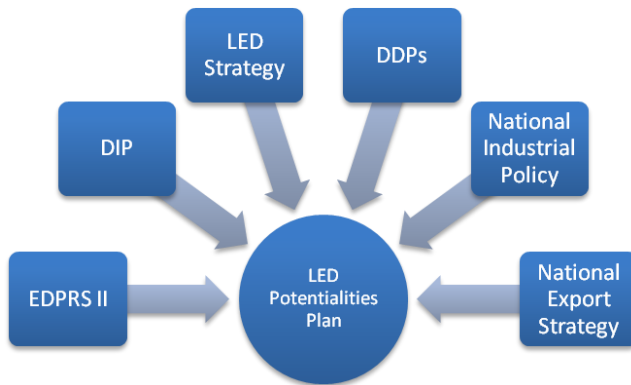 LED
Strategy
DDPs
DIP
National
Industrial
Policy
EDPRS II
LED
Potentialities
Plan
National
Export
Strategy